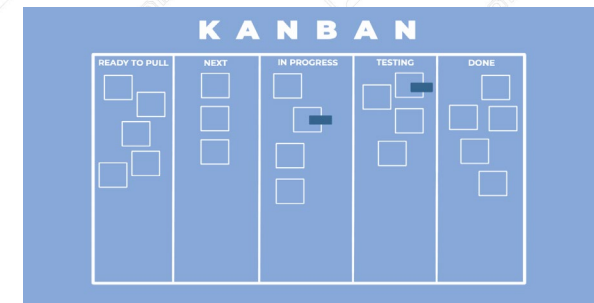 KANBAN
READY TO PULL
NEXT
IN PROGRESS
TESTING
DONE